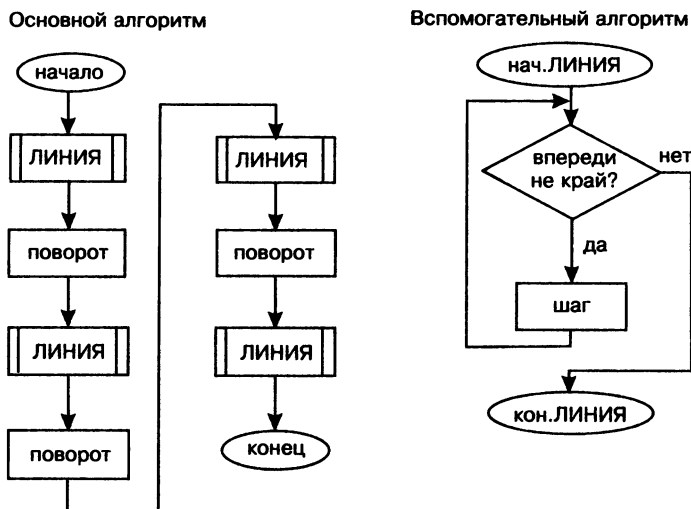 Основной алгоритм
начало
ЛИНИЯ
поворот
ЛИНИЯ
поворот
ЛИНИЯ
поворот
ЛИНИЯ
конец
Вспомогательный алгоритм
нач.ЛИНИЯ
впереди
не край?
нет
да
шаг
кон.ЛИНИЯ